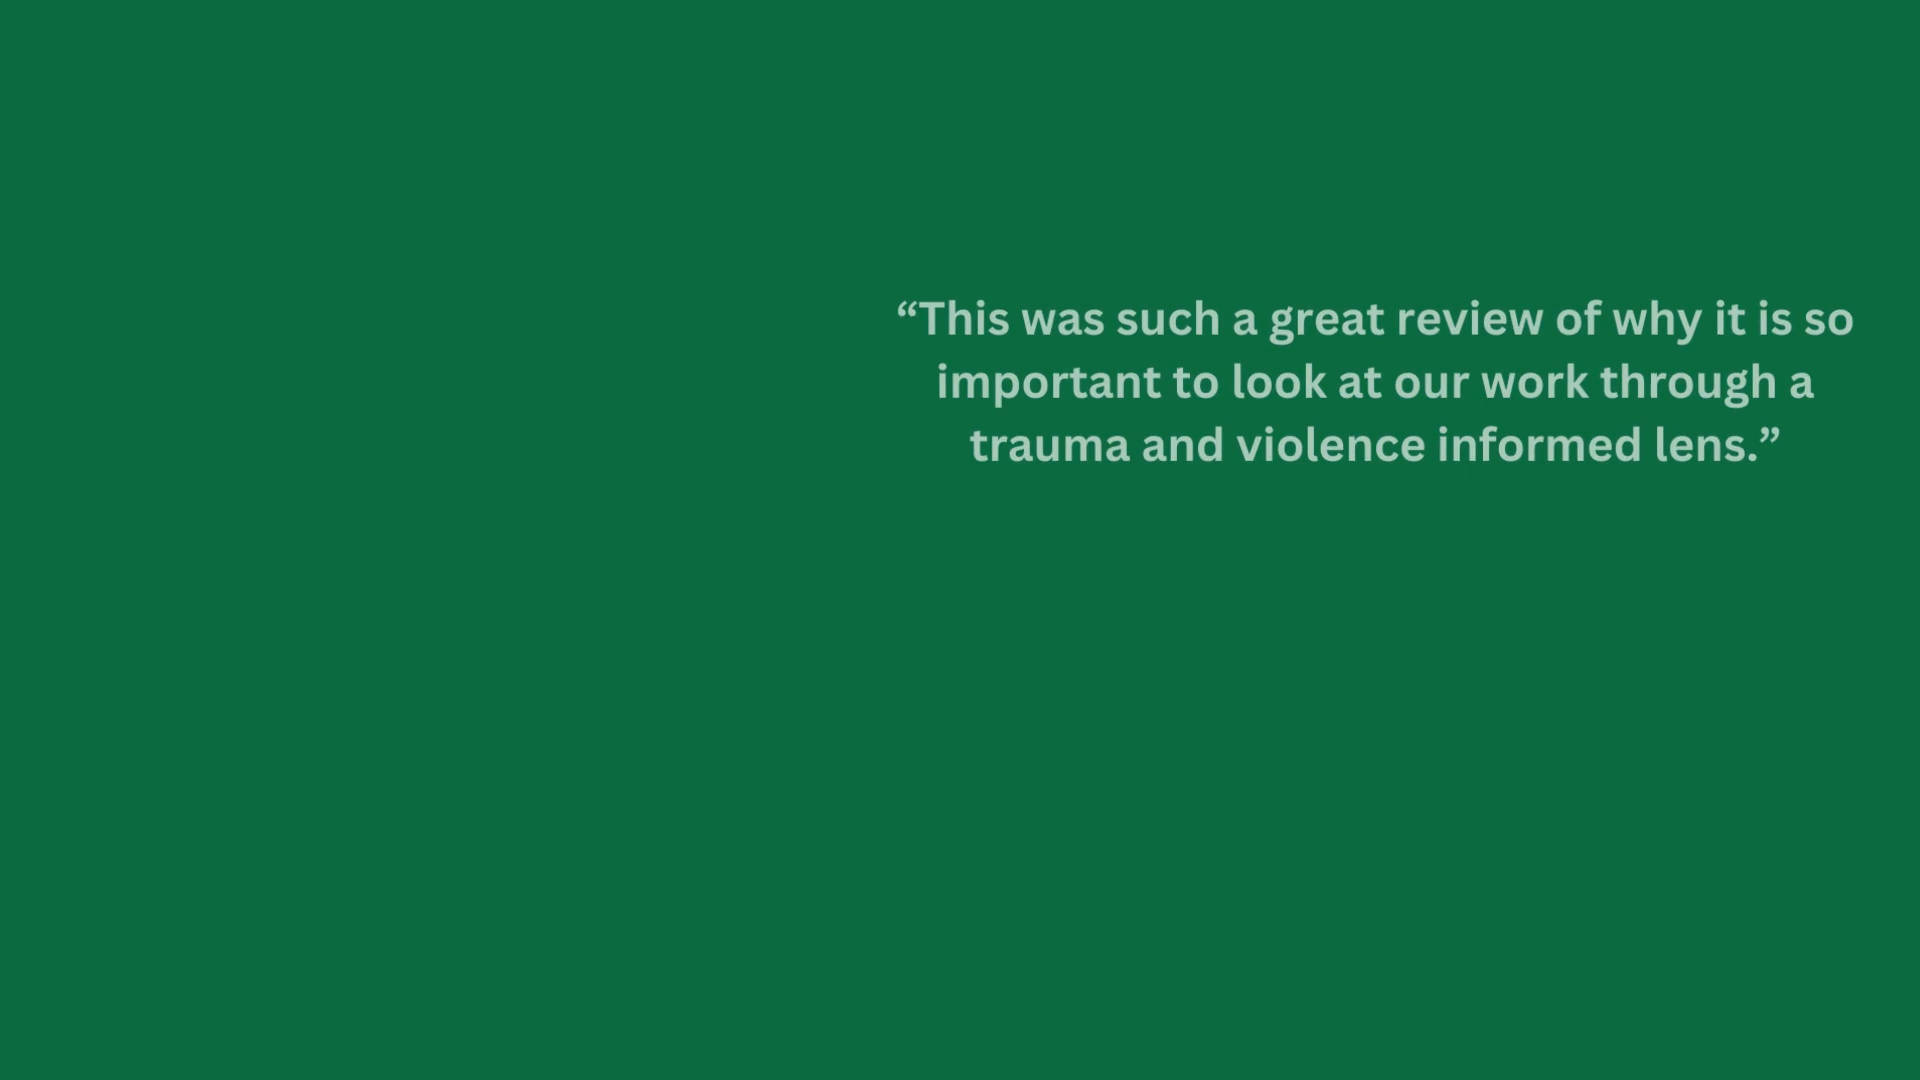 “This was such a great review of why it is so
important to look at our work through a
trauma and violence informed lens.”